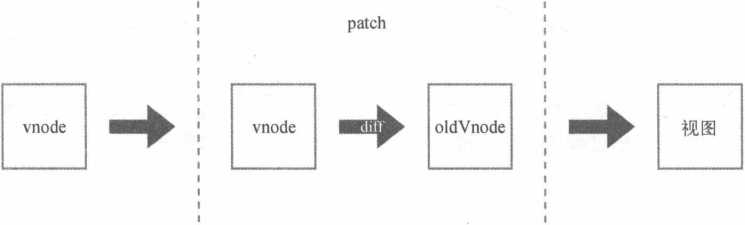 patch
vnode
vnode
diff
oldVnode
视图